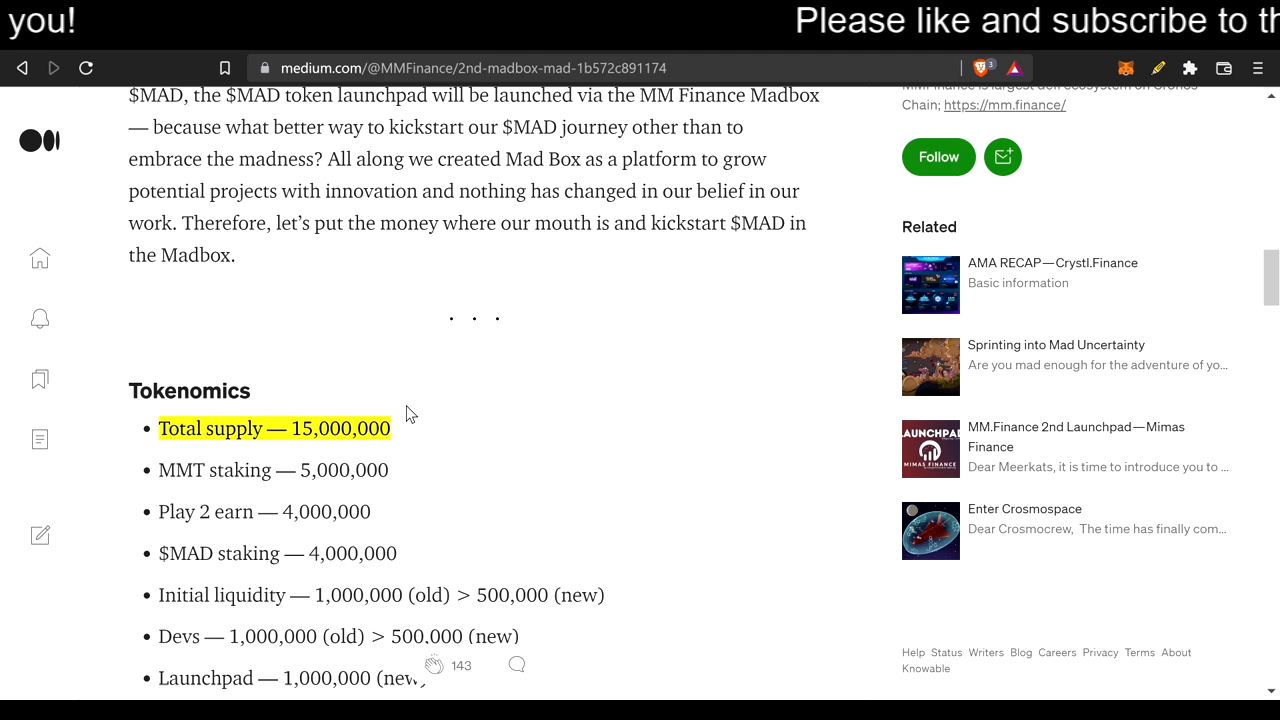 you!
Please like and subscribe to th
medium.com/@MMFinance/2nd-madbox-mad-1b572c891174
3
$MAD, the $MAD token launchpad will be launched via the MM Finance Madbox
— because what better way to kickstart our $MAD journey other than to
embrace the madness? All along we created Mad Box as a platform to grow
potential projects with innovation and nothing has changed in our belief in our
work. Therefore, let’s put the money where our mouth is and kickstart $MAD in
the Madbox.
. . .
Tokenomics
• Total supply — 15,000,000
• MMT staking — 5,000,000
• Play 2 earn — 4,000,000
• $MAD staking — 4,000,000
• Initial liquidity — 1,000,000 (old) > 500,000 (new)
• Devs — 1,000,000 (old) > 500,000 (new)
• Launchpad — 1,000,000 (new)
143
MMFinance is largest defi ecosystem on Cronos
Chain; https://mm.finance/
Follow
Related
AMA RECAP—Crystl.Finance
Basic information
Sprinting into Mad Uncertainty
Are you mad enough for the adventure of yo...
LAUNCHPAD
MIMAS FINANCE
MM.Finance 2nd Launchpad—Mimas
Finance
Dear Meerkats, it is time to introduce you to ...
Enter Crosmospace
Dear Crosmocrew, The time has finally com...
Help Status Writers Blog Careers Privacy Terms About
Knowable